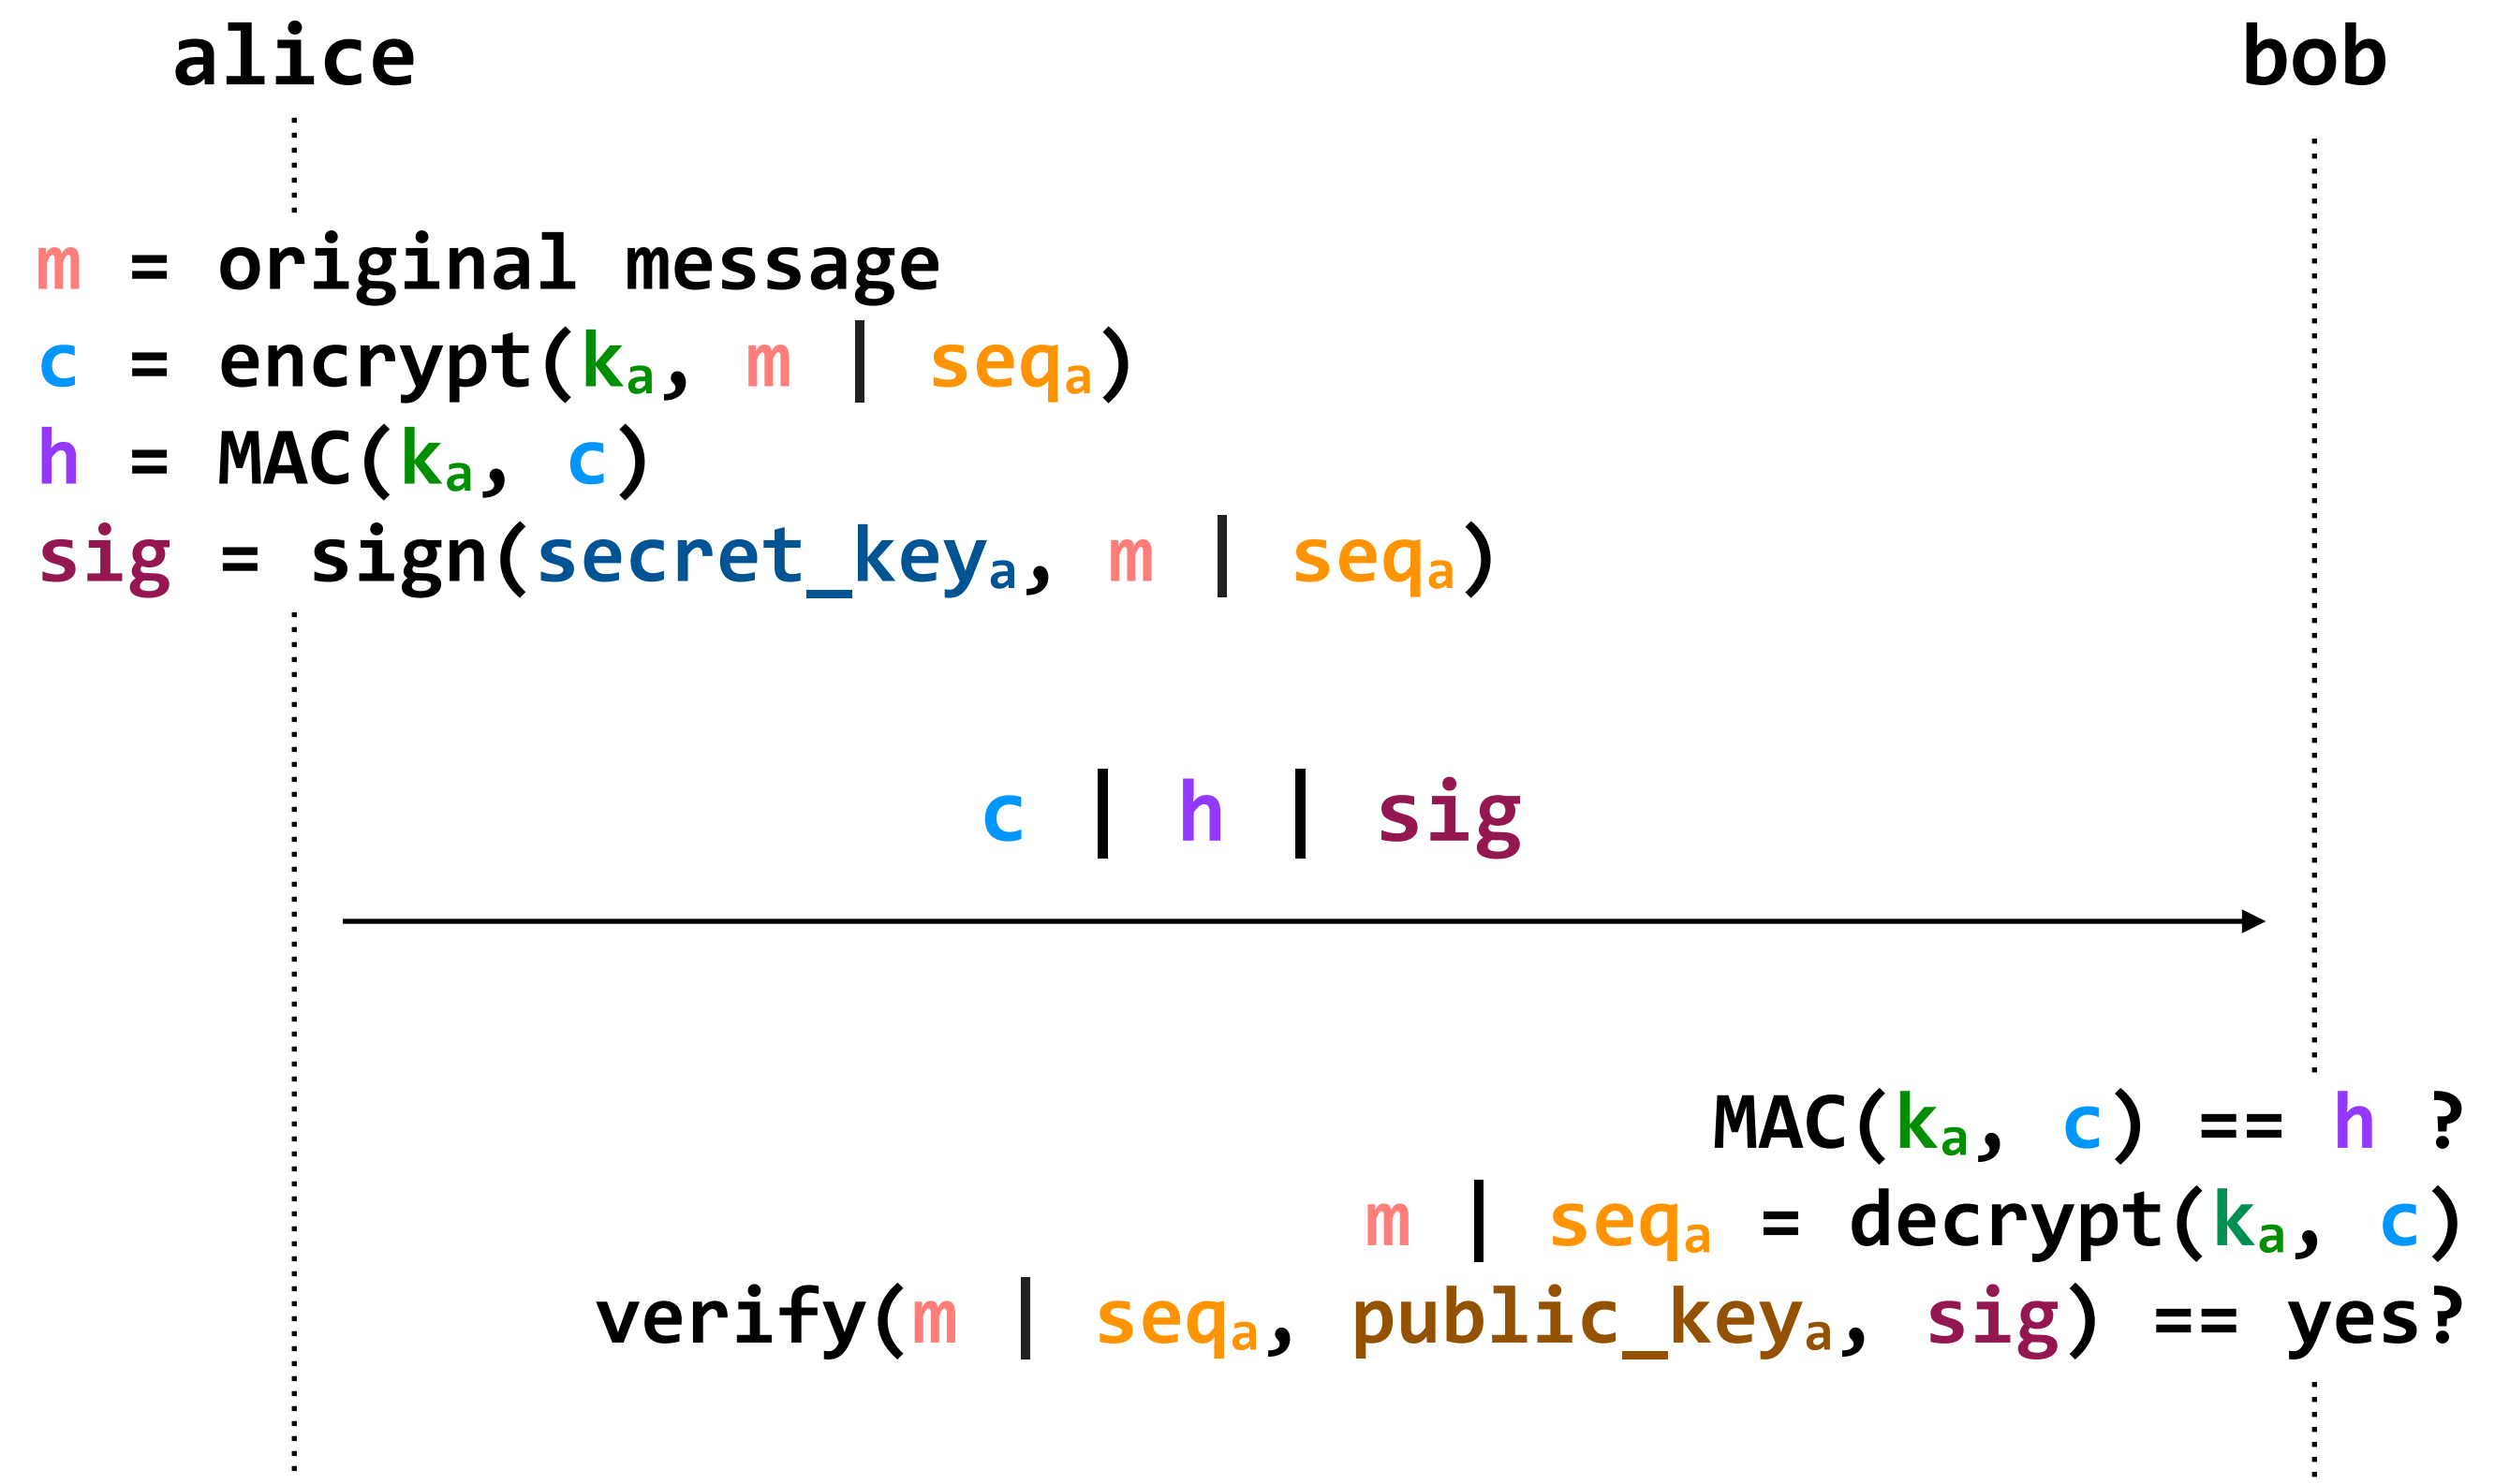 alice bob
m = original message
c = encrypt(kₐ, m | seqₐ)
h = MAC(kₐ, c)
sig = sign(secret_keyₐ, m | seqₐ)
c | h | sig
MAC(kₐ, c) == h ?
m | seqₐ = decrypt(kₐ, c)
verify(m | seqₐ, public_keyₐ, sig) == yes?